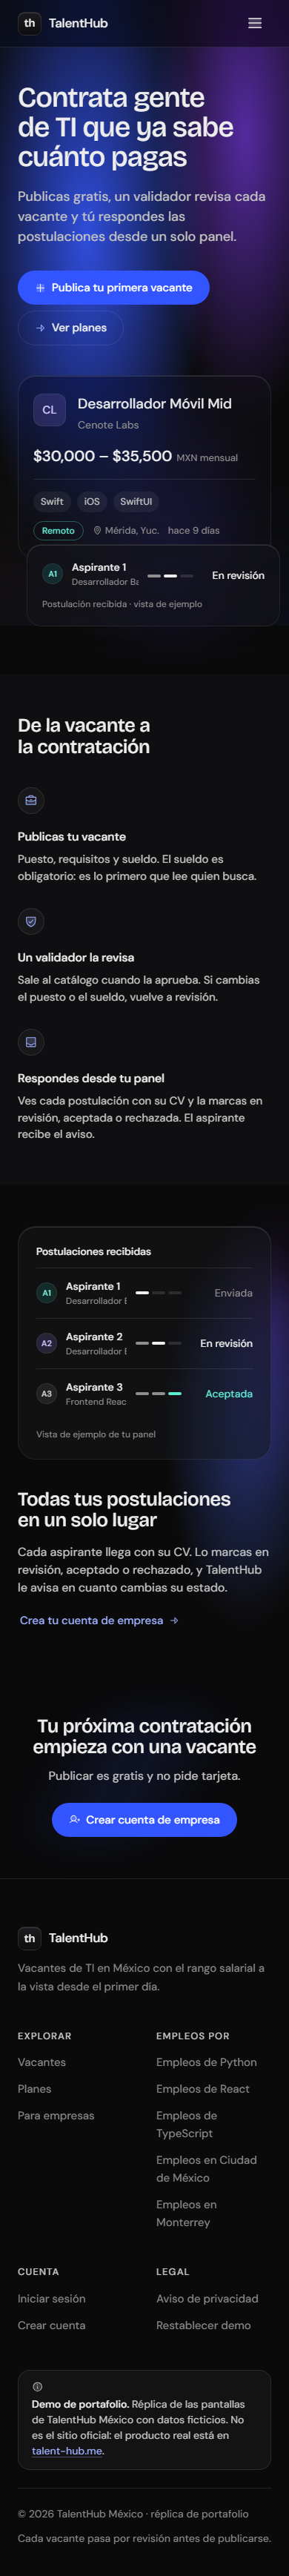 th TalentHub
Contrata gente
de TI que ya sabe
cuánto pagas
Publicas gratis, un validador revisa cada
vacante y tú respondes las
postulaciones desde un solo panel.
Publica tu primera vacante
Ver planes
CL
Desarrollador Móvil Mid
Cenote Labs
$30,000 – $35,500 MXN mensual
Swift iOS SwiftUI
Remoto Mérida, Yuc. hace 9 días
A1
Aspirante 1
Desarrollador Ba
En revisión
Postulación recibida · vista de ejemplo
De la vacante a
la contratación
Publicas tu vacante
Puesto, requisitos y sueldo. El sueldo es
obligatorio: es lo primero que lee quien busca.
Un validador la revisa
Sale al catálogo cuando la aprueba. Si cambias
el puesto o el sueldo, vuelve a revisión.
Respondes desde tu panel
Ves cada postulación con su CV y la marcas en
revisión, aceptada o rechazada. El aspirante
recibe el aviso.
Postulaciones recibidas
A1
Aspirante 1
Desarrollador B
Enviada
A2
Aspirante 2
Desarrollador B
En revisión
A3
Aspirante 3
Frontend Reac
Aceptada
Vista de ejemplo de tu panel
Todas tus postulaciones
en un solo lugar
Cada aspirante llega con su CV. Lo marcas en
revisión, aceptado o rechazado, y TalentHub
le avisa en cuanto cambias su estado.
Crea tu cuenta de empresa
Tu próxima contratación
empieza con una vacante
Publicar es gratis y no pide tarjeta.
Crear cuenta de empresa
th TalentHub
Vacantes de TI en México con el rango salarial a
la vista desde el primer día.
EXPLORAR
Vacantes
Planes
Para empresas
EMPLEOS POR
Empleos de Python
Empleos de React
Empleos de
TypeScript
Empleos en Ciudad
de México
Empleos en
Monterrey
CUENTA
Iniciar sesión
Crear cuenta
LEGAL
Aviso de privacidad
Restablecer demo
Demo de portafolio. Réplica de las pantallas
de TalentHub México con datos ficticios. No
es el sitio oficial: el producto real está en
talent-hub.me.
© 2026 TalentHub México · réplica de portafolio
Cada vacante pasa por revisión antes de publicarse.